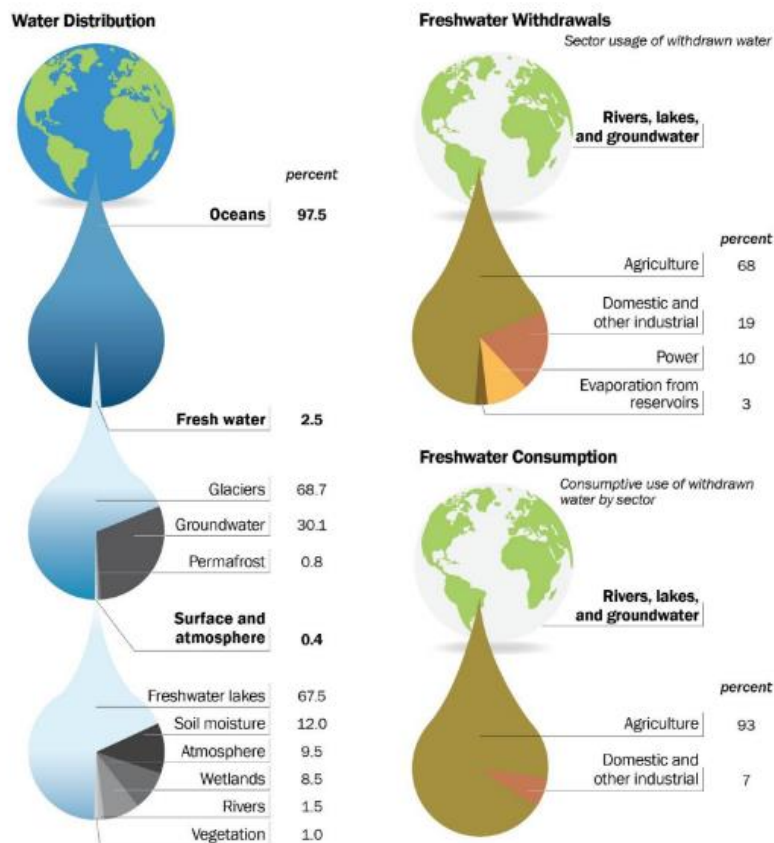 Water Distribution
percent
Oceans 97.5
Fresh water 2.5
Glaciers 68.7
Groundwater 30.1
Permafrost 0.8
Surface and
atmosphere 0.4
Freshwater lakes 67.5
Soil moisture 12.0
Atmosphere 9.5
Wetlands 8.5
Rivers 1.5
Vegetation 1.0
Freshwater Withdrawals
Sector usage of withdrawn water
Rivers, lakes,
and groundwater
percent
Agriculture 68
Domestic and
other industrial 19
Power 10
Evaporation from
reservoirs 3
Freshwater Consumption
Consumptive use of withdrawn
water by sector
Rivers, lakes,
and groundwater
percent
Agriculture 93
Domestic and
other industrial 7